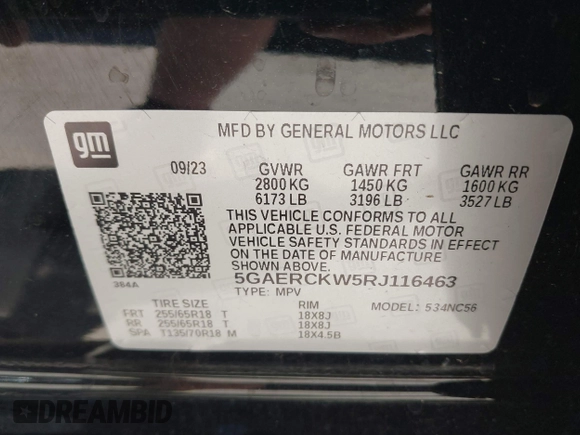 gm
MFD BY GENERAL MOTORS LLC
09/23 GVWR GAWR FRT GAWR RR
2800 KG 1450 KG 1600 KG
6173 LB 3196 LB 3527 LB
THIS VEHICLE CONFORMS TO ALL
APPLICABLE U.S. FEDERAL MOTOR
VEHICLE SAFETY STANDARDS IN EFFECT
ON THE DATE OF MANUFACTURE
SHOWN ABOVE.
384A 5GAERCKW5RJ116463
TYPE: MPV MODEL: 534NC56
TIRE SIZE RIM
FRT 255/65R18 T 18X8J
RR 255/65R18 T 18X8J
SPA T135/70R18 M 18X4.5B
DREAMBID